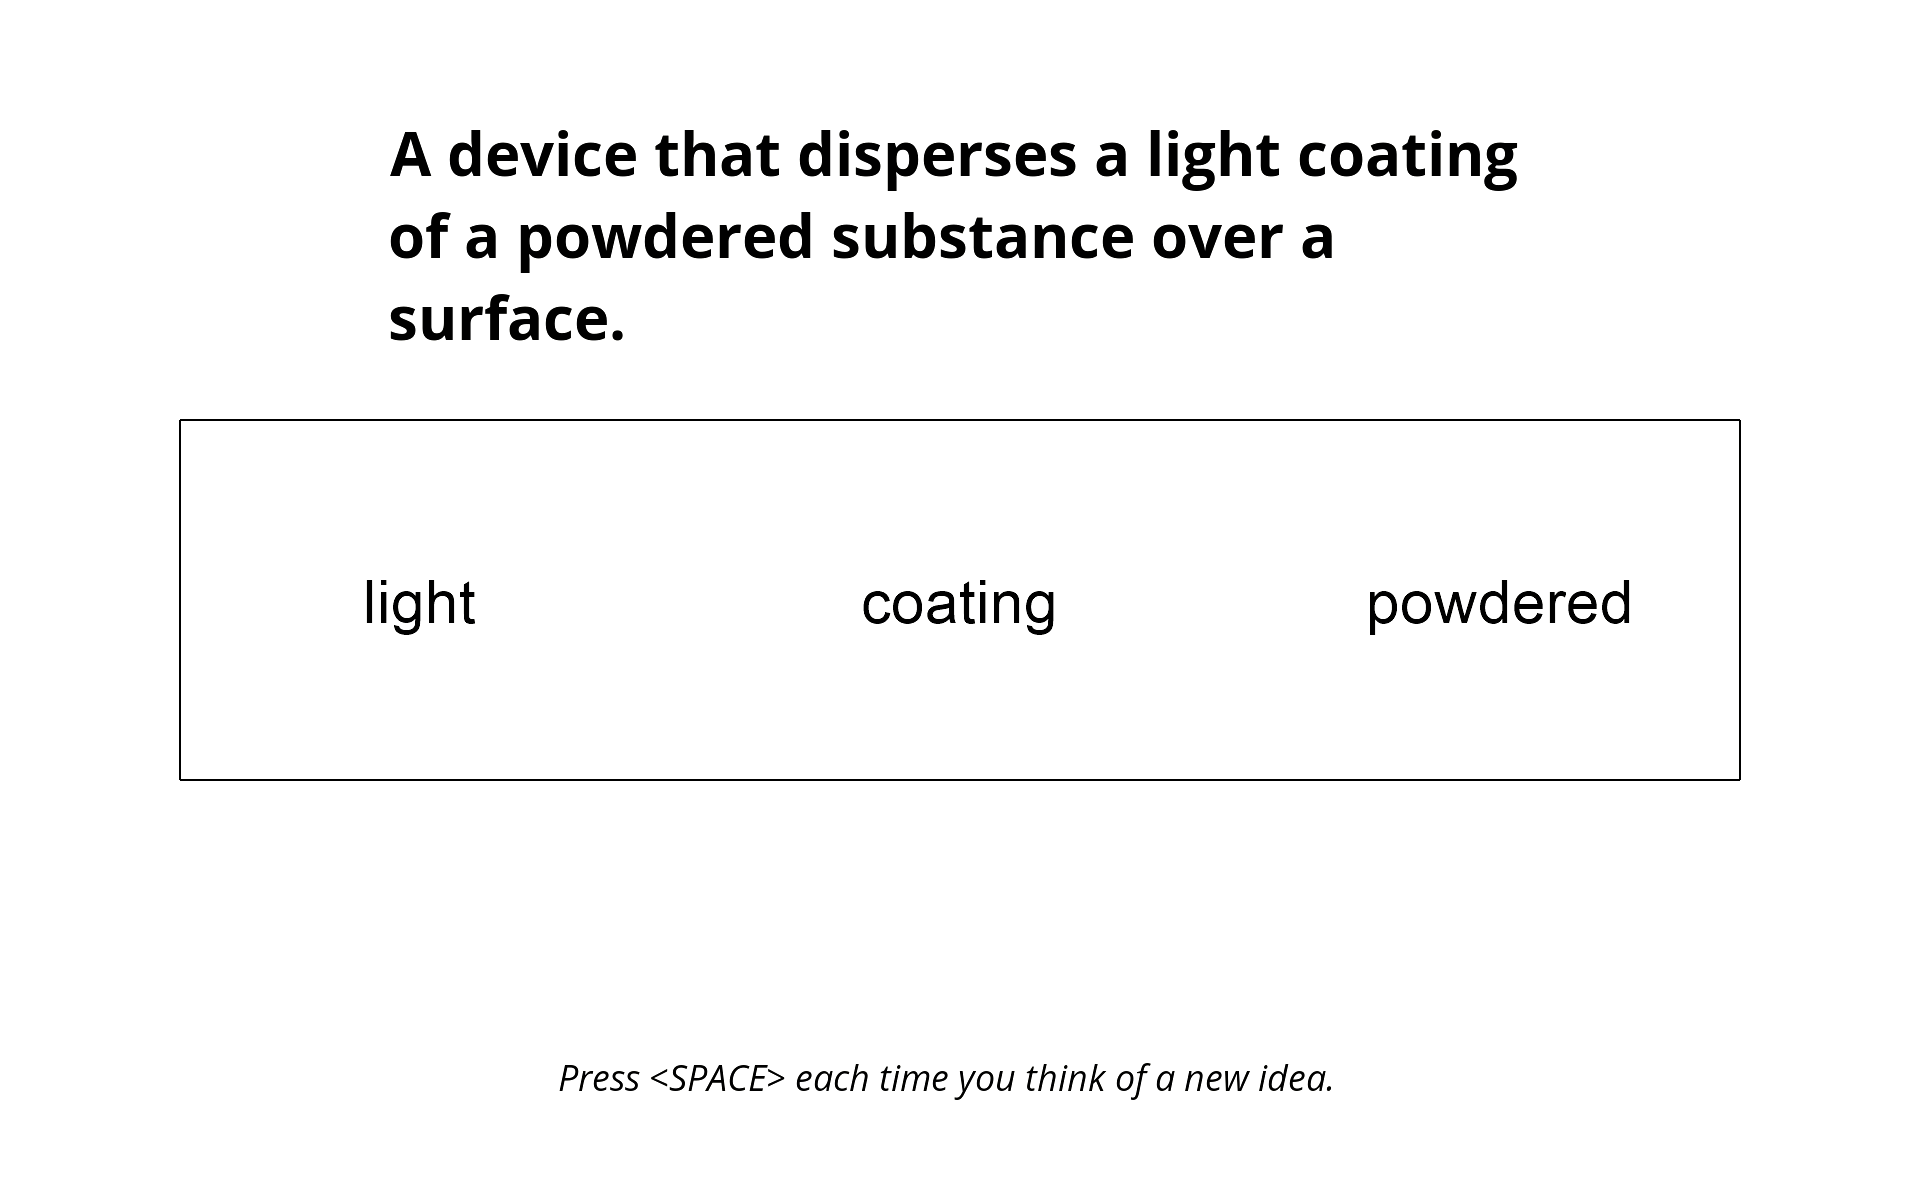 A device that disperses a light coating
of a powdered substance over a
surface.
light coating powdered
Press <SPACE> each time you think of a new idea.